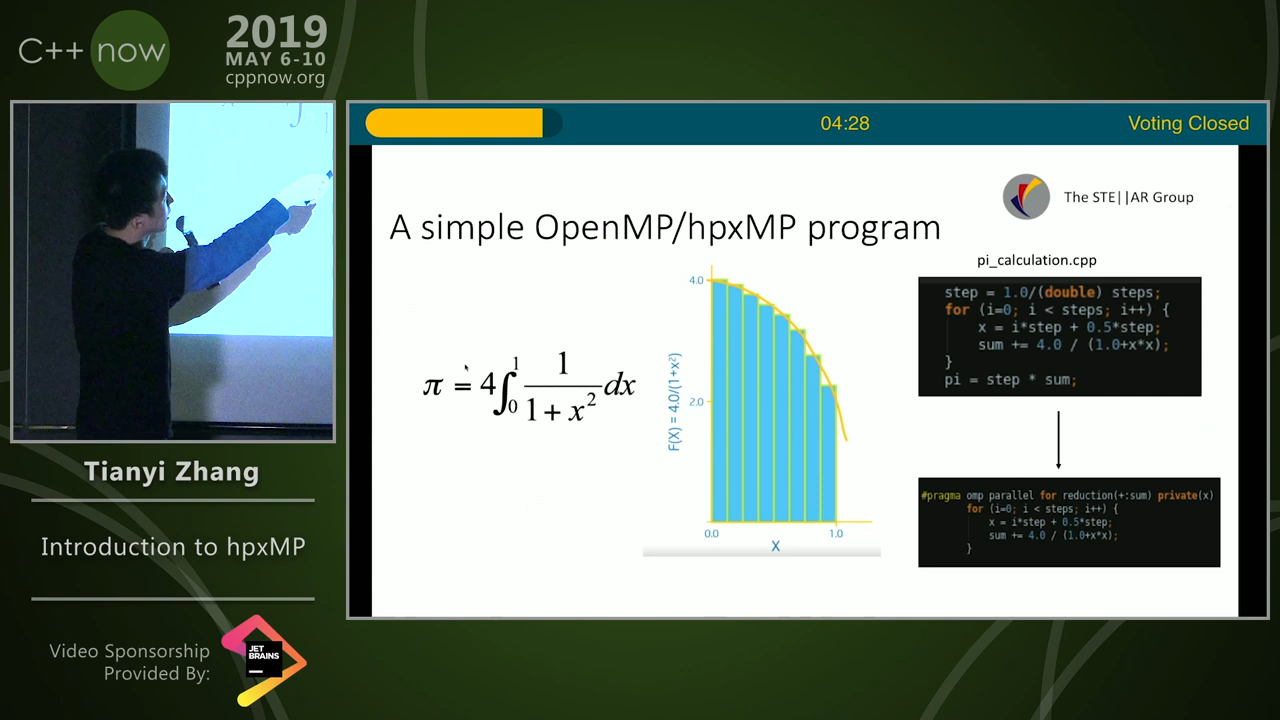 C++ now
2019
MAY 6-10
cppnow.org
04:28
Voting Closed
The STE||AR Group
A simple OpenMP/hpxMP program
pi_calculation.cpp
step = 1.0/(double) steps;
for (i=0; i < steps; i++) {
x = i*step + 0.5*step;
sum += 4.0 / (1.0+x*x);
}
pi = step * sum;
π = 4∫₀¹ 1/(1 + x²) dx
4.0
2.0
F(X) = 4.0/(1+x²)
0.0
1.0
X
#pragma omp parallel for reduction(+:sum) private(x)
for (i=0; i < steps; i++) {
x = i*step + 0.5*step;
sum += 4.0 / (1.0+x*x);
}
Tianyi Zhang
Introduction to hpxMP
Video Sponsorship
Provided By:
JET
BRAINS